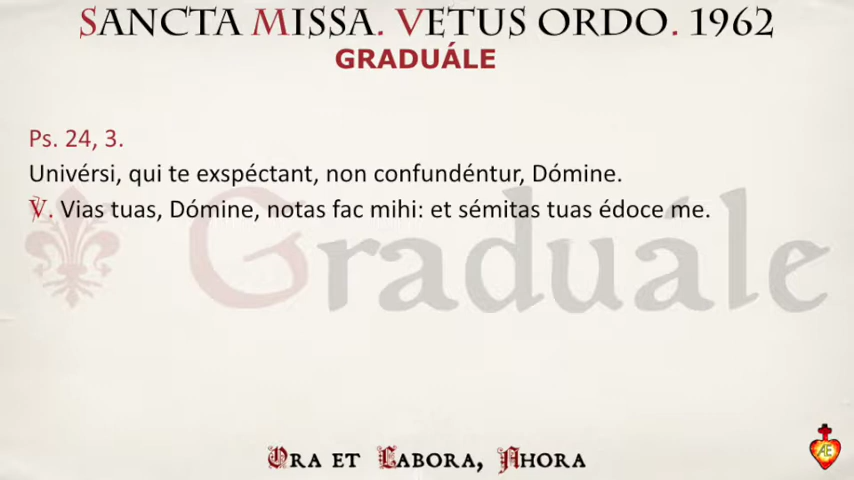 SANCTA MISSA. VETUS ORDO. 1962
GRADUÁLE
Ps. 24, 3.
Univérsi, qui te exspéctant, non confundéntur, Dómine.
℣. Vias tuas, Dómine, notas fac mihi: et sémitas tuas édoce me.
Graduále
Ora et Labora, Ahora
Æ